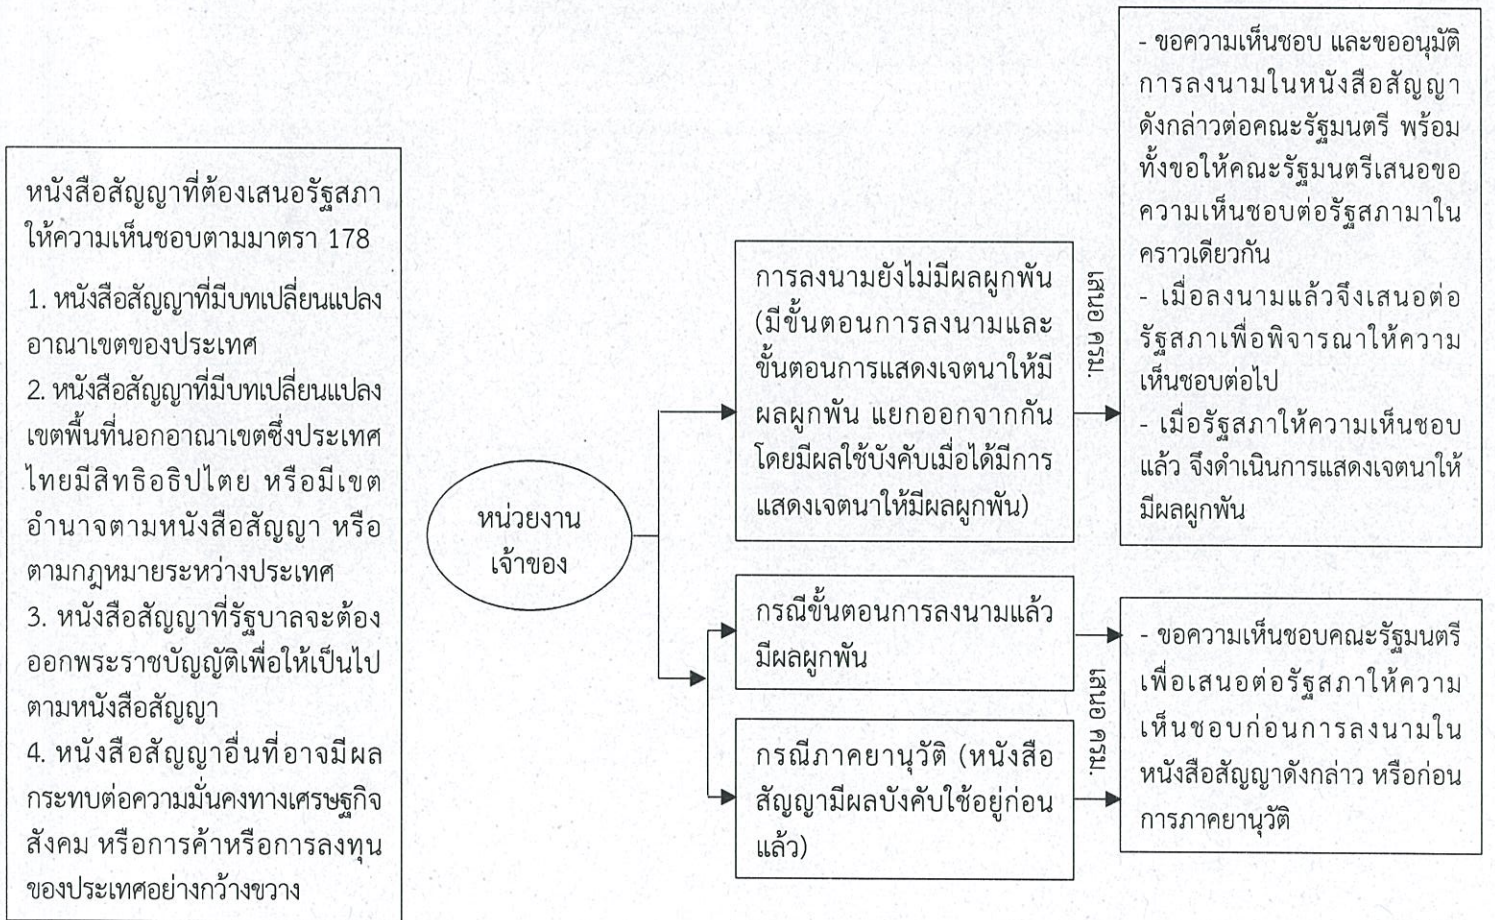 หนังสือสัญญาที่ต้องเสนอรัฐสภา
ให้ความเห็นชอบตามมาตรา 178
1. หนังสือสัญญาที่มีบทเปลี่ยนแปลง
อาณาเขตของประเทศ
2. หนังสือสัญญาที่มีบทเปลี่ยนแปลง
เขตพื้นที่นอกอาณาเขตซึ่งประเทศ
ไทยมีสิทธิอธิปไตย หรือมีเขต
อำนาจตามหนังสือสัญญา หรือ
ตามกฎหมายระหว่างประเทศ
3. หนังสือสัญญาที่รัฐบาลจะต้อง
ออกพระราชบัญญัติเพื่อให้เป็นไป
ตามหนังสือสัญญา
4. หนังสือสัญญาอื่นที่อาจมีผล
กระทบต่อความมั่นคงทางเศรษฐกิจ
สังคม หรือการค้าหรือการลงทุน
ของประเทศอย่างกว้างขวาง
หน่วยงาน
เจ้าของ
การลงนามยังไม่มีผลผูกพัน
(มีขั้นตอนการลงนามและ
ขั้นตอนการแสดงเจตนาให้มี
ผลผูกพัน แยกออกจากกัน
โดยมีผลใช้บังคับเมื่อได้มีการ
แสดงเจตนาให้มีผลผูกพัน)
เสนอ ครม.
- ขอความเห็นชอบ และขออนุมัติ
การลงนามในหนังสือสัญญา
ดังกล่าวต่อคณะรัฐมนตรี พร้อม
ทั้งขอให้คณะรัฐมนตรีเสนอขอ
ความเห็นชอบต่อรัฐสภามาใน
คราวเดียวกัน
- เมื่อลงนามแล้วจึงเสนอต่อ
รัฐสภาเพื่อพิจารณาให้ความ
เห็นชอบต่อไป
- เมื่อรัฐสภาให้ความเห็นชอบ
แล้ว จึงดำเนินการแสดงเจตนาให้
มีผลผูกพัน
กรณีขั้นตอนการลงนามแล้ว
มีผลผูกพัน
กรณีภาคยานุวัติ (หนังสือ
สัญญามีผลบังคับใช้อยู่ก่อน
แล้ว)
เสนอ ครม.
- ขอความเห็นชอบคณะรัฐมนตรี
เพื่อเสนอต่อรัฐสภาให้ความ
เห็นชอบก่อนการลงนามใน
หนังสือสัญญาดังกล่าว หรือก่อน
การภาคยานุวัติ